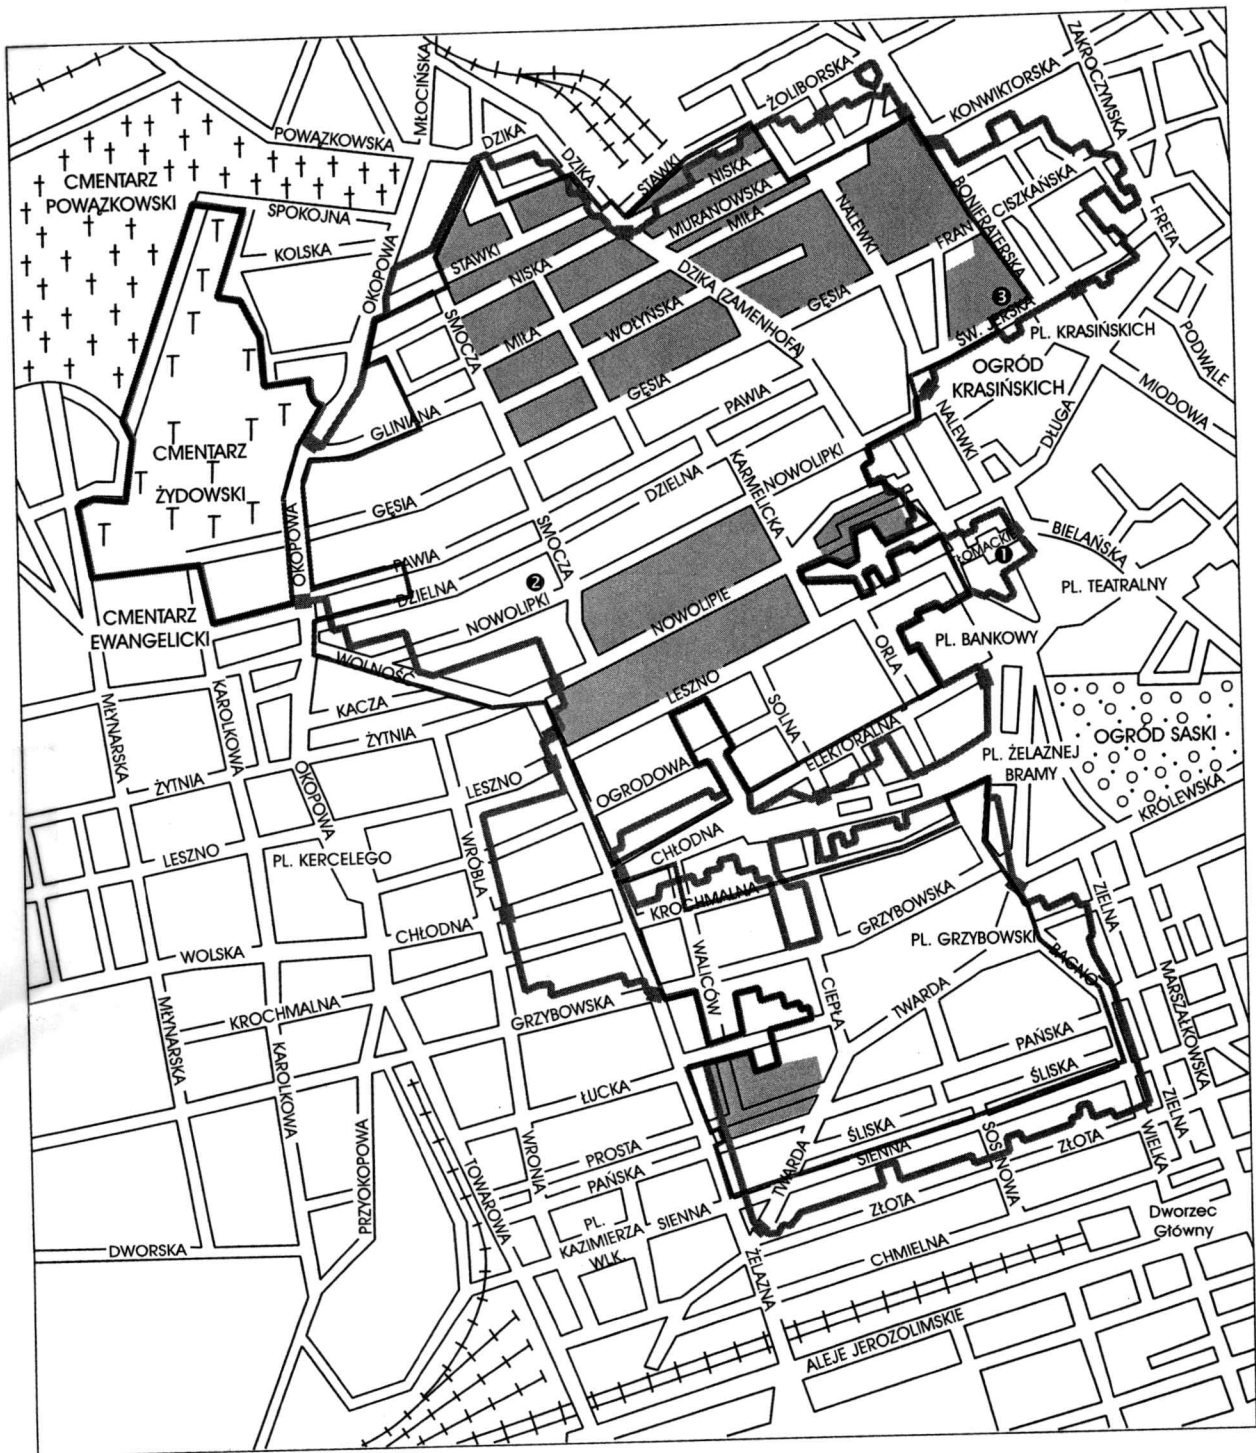 MŁOCIŃSKA
ŻOLIBORSKA
ZAKROCZYMSKA
KONWIKTORSKA
POWĄZKOWSKA
DZIKA
DZIKA
STAWKI
NISKA
MURANOWSKA
MIŁA
CMENTARZ
POWĄZKOWSKI
SPOKOJNA
KOLSKA
OKOPOWA
STAWKI
NISKA
NALEWKI
BONIFRATERSKA
FRAN CISZKAŃSKA
FRETA
SMOCZA
MIŁA
WOŁYŃSKA
DZIKA (ZAMENHOFA)
GĘSIA
3
ŚW. JERSKA
PL. KRASIŃSKICH
PODWALE
OGRÓD
KRASIŃSKICH
MIODOWA
GĘSIA
PAWIA
GLINIANA
NALEWKI
DŁUGA
CMENTARZ
ŻYDOWSKI
KARMELICKA
NOWOLIPKI
DZIELNA
GĘSIA
OKOPOWA
SMOCZA
BIELAŃSKA
TŁOMACKIE
1
PAWIA
DZIELNA
2
NOWOLIPKI
NOWOLIPIE
PL. TEATRALNY
CMENTARZ
EWANGELICKI
PL. BANKOWY
ORLA
WOLNOŚĆ
LESZNO
SOLNA
KACZA
ŻYTNIA
MŁYNARSKA
KAROLKOWA
ELEKTORALNA
OGRÓD SASKI
PL. ŻELAZNEJ
BRAMY
ŻYTNIA
OKOPOWA
LESZNO
OGRODOWA
KRÓLEWSKA
LESZNO
PL. KERCELEGO
WRÓBLA
CHŁODNA
KROCHMALNA
ZIELNA
CHŁODNA
GRZYBOWSKA
WOLSKA
WALICÓW
PL. GRZYBOWSKI
BAGNO
MARSZAŁKOWSKA
KROCHMALNA
GRZYBOWSKA
CIEPŁA
TWARDA
MŁYNARSKA
KAROLKOWA
PAŃSKA
ŚLISKA
ŁUCKA
ZIELNA
PRZYOKOPOWA
WRONIA
PROSTA
PAŃSKA
ŚLISKA
SIENNA
SOSNOWA
ZŁOTA
WIELKA
TOWAROWA
TWARDA
ZŁOTA
PL.
KAZIMIERZA
WLK.
SIENNA
Dworzec
Główny
DWORSKA
ŻELAZNA
CHMIELNA
ALEJE JEROZOLIMSKIE